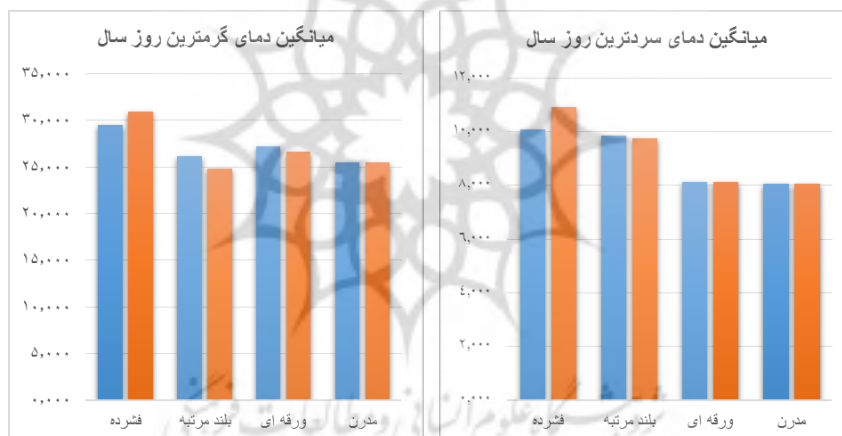 میانگین دمای گرمترین روز سال
۳۵,۰۰۰
۳۰,۰۰۰
۲۵,۰۰۰
۲۰,۰۰۰
۱۵,۰۰۰
۱۰,۰۰۰
۵,۰۰۰
۰,۰۰۰
فشرده
بلند مرتبه
ورقه ای
مدرن
میانگین دمای سردترین روز سال
۱۲,۰۰۰
۱۰,۰۰۰
۸,۰۰۰
۶,۰۰۰
۴,۰۰۰
۲,۰۰۰
۰,۰۰۰
فشرده
بلند مرتبه
ورقه ای
مدرن